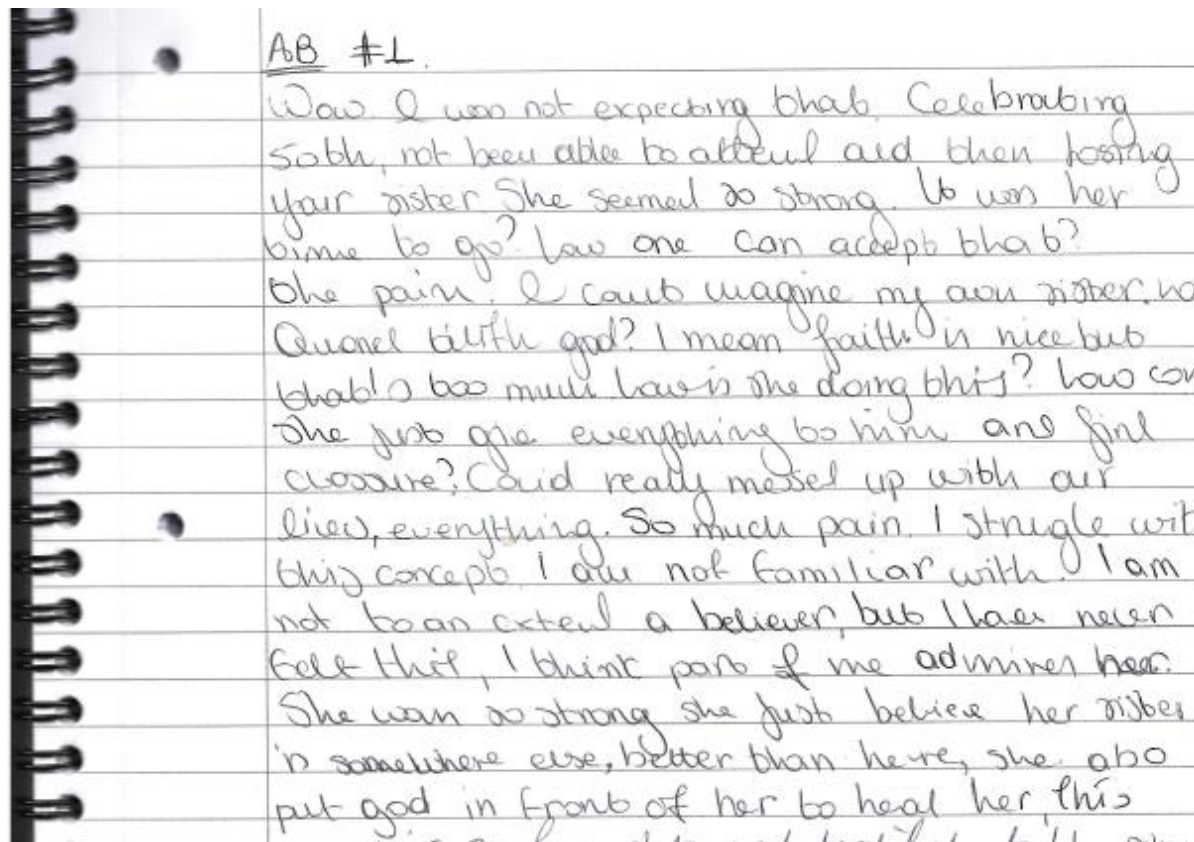 AB #1.
Wow. I was not expecting that. Celebrating
50th, not been able to attend and then losing
your sister She seemed so strong. It was her
time to go? how one can accept that?
The pain. I cant imagine my own sister. no
Quarrel with god? I mean faith is nice but
that's too much how is she doing this? how can
She just give everything to him and find
clossure? Covid really messed up with our
lives, everything. So much pain. I strugle wit
this concept. I am not familiar with. I am
not to an extend a believer, but I have never
felt this, I think part of me admires her.
She was so strong she just believe her sister
is somewhere else, better than here, she also
put god in front of her to heal her, this